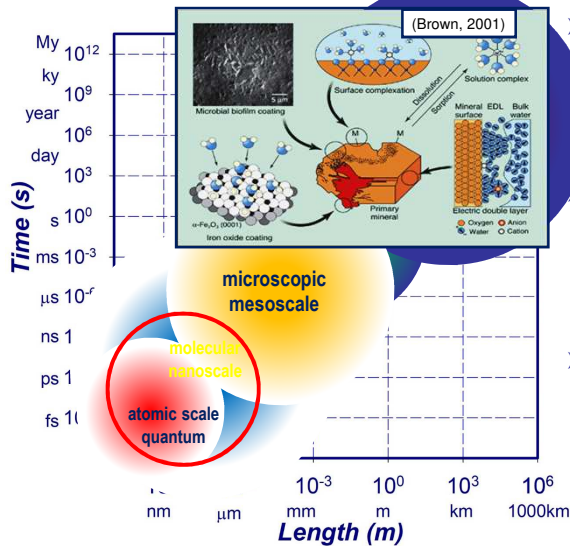 (Brown, 2001)
5 µm
Microbial biofilm coating
Surface complexation
Dissolution
Sorption
Solution complex
Mineral surface
EDL
Bulk water
M
M
α-Fe₂O₃ (0001)
Iron oxide coating
Primary mineral
Electric double layer
Oxygen
Anion
Water
Cation
Time (s)
My
10¹²
ky
10⁹
year
10⁶
day
10³
s
10⁰
ms
10⁻³
µs
ns
ps
fs
microscopic
mesoscale
molecular
nanoscale
atomic scale
quantum
10⁻³
10⁰
10³
10⁶
nm
µm
mm
m
km
1000km
Length (m)